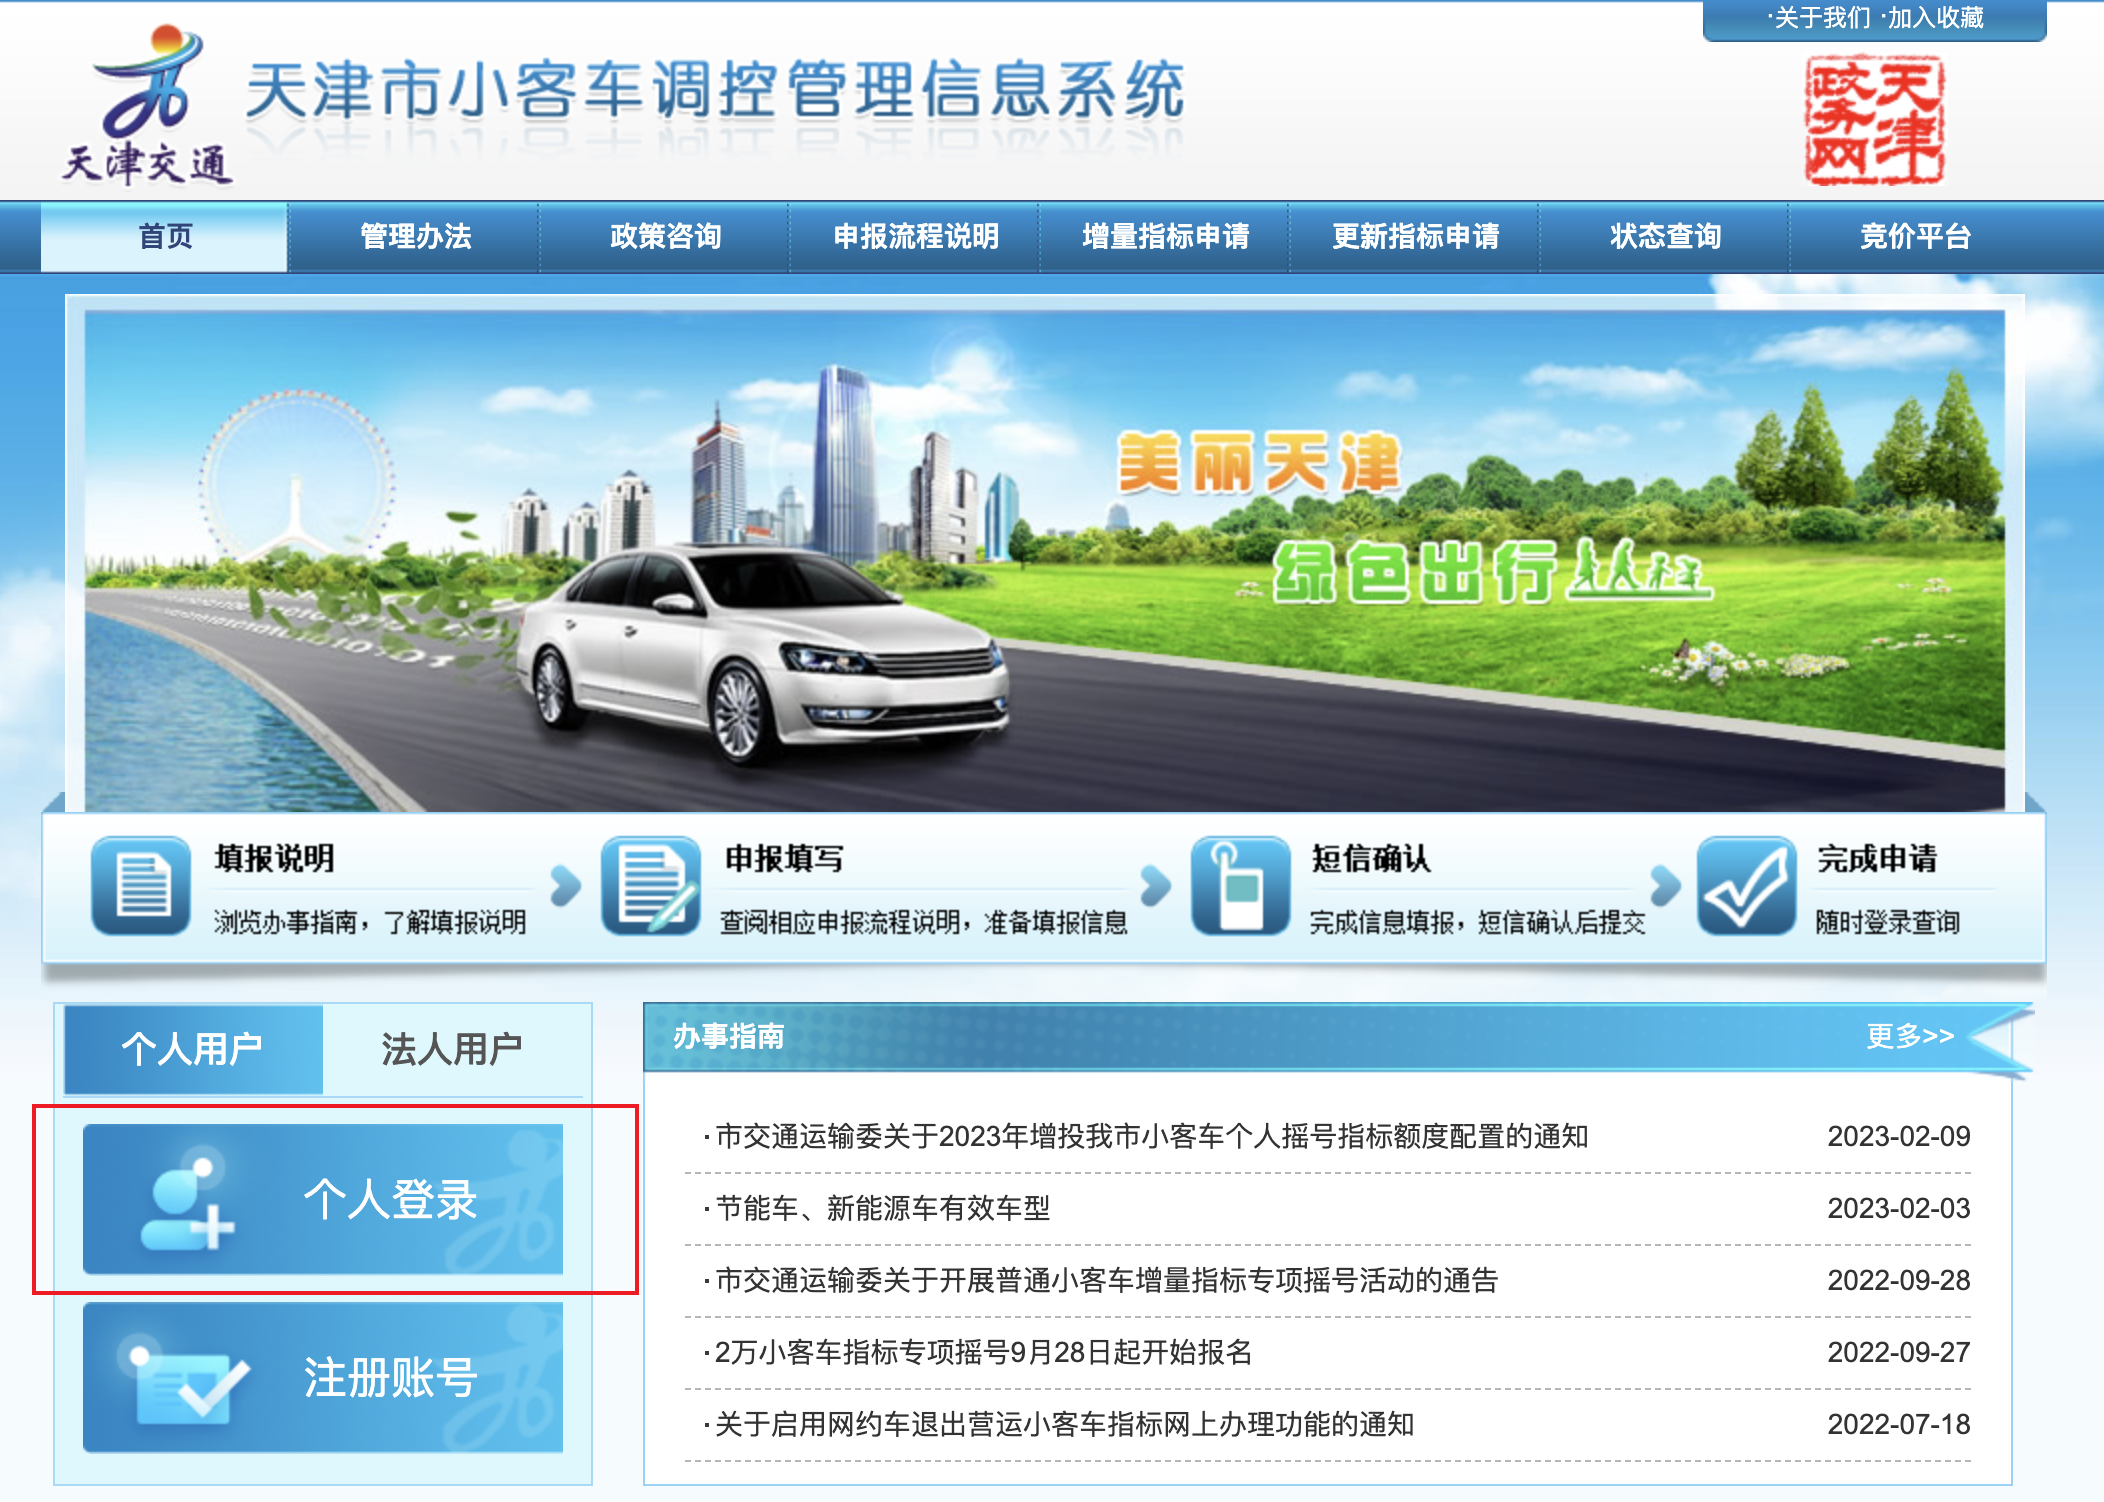 ·关于我们 ·加入收藏
天津交通
天津市小客车调控管理信息系统
天津
政务网
首页
管理办法
政策咨询
申报流程说明
增量指标申请
更新指标申请
状态查询
竞价平台
美丽天津
绿色出行
填报说明
浏览办事指南，了解填报说明
申报填写
查阅相应申报流程说明，准备填报信息
短信确认
完成信息填报，短信确认后提交
完成申请
随时登录查询
个人用户
法人用户
个人登录
注册账号
办事指南
更多>>
·市交通运输委关于2023年增投我市小客车个人摇号指标额度配置的通知 2023-02-09
·节能车、新能源车有效车型 2023-02-03
·市交通运输委关于开展普通小客车增量指标专项摇号活动的通告 2022-09-28
·2万小客车指标专项摇号9月28日起开始报名 2022-09-27
·关于启用网约车退出营运小客车指标网上办理功能的通知 2022-07-18